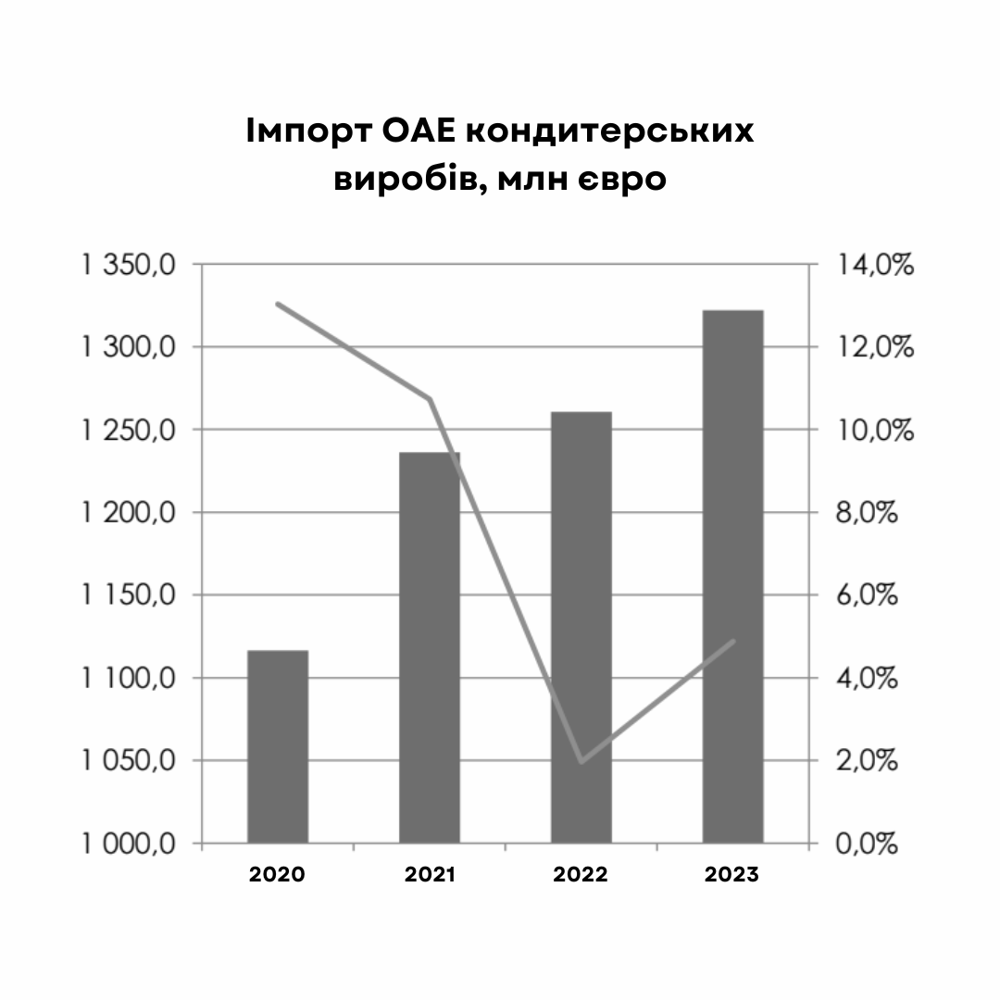 Імпорт ОАЕ кондитерських
виробів, млн євро
1 350,0 14,0%
1 300,0 12,0%
1 250,0 10,0%
1 200,0 8,0%
1 150,0 6,0%
1 100,0 4,0%
1 050,0 2,0%
1 000,0 0,0%
2020 2021 2022 2023